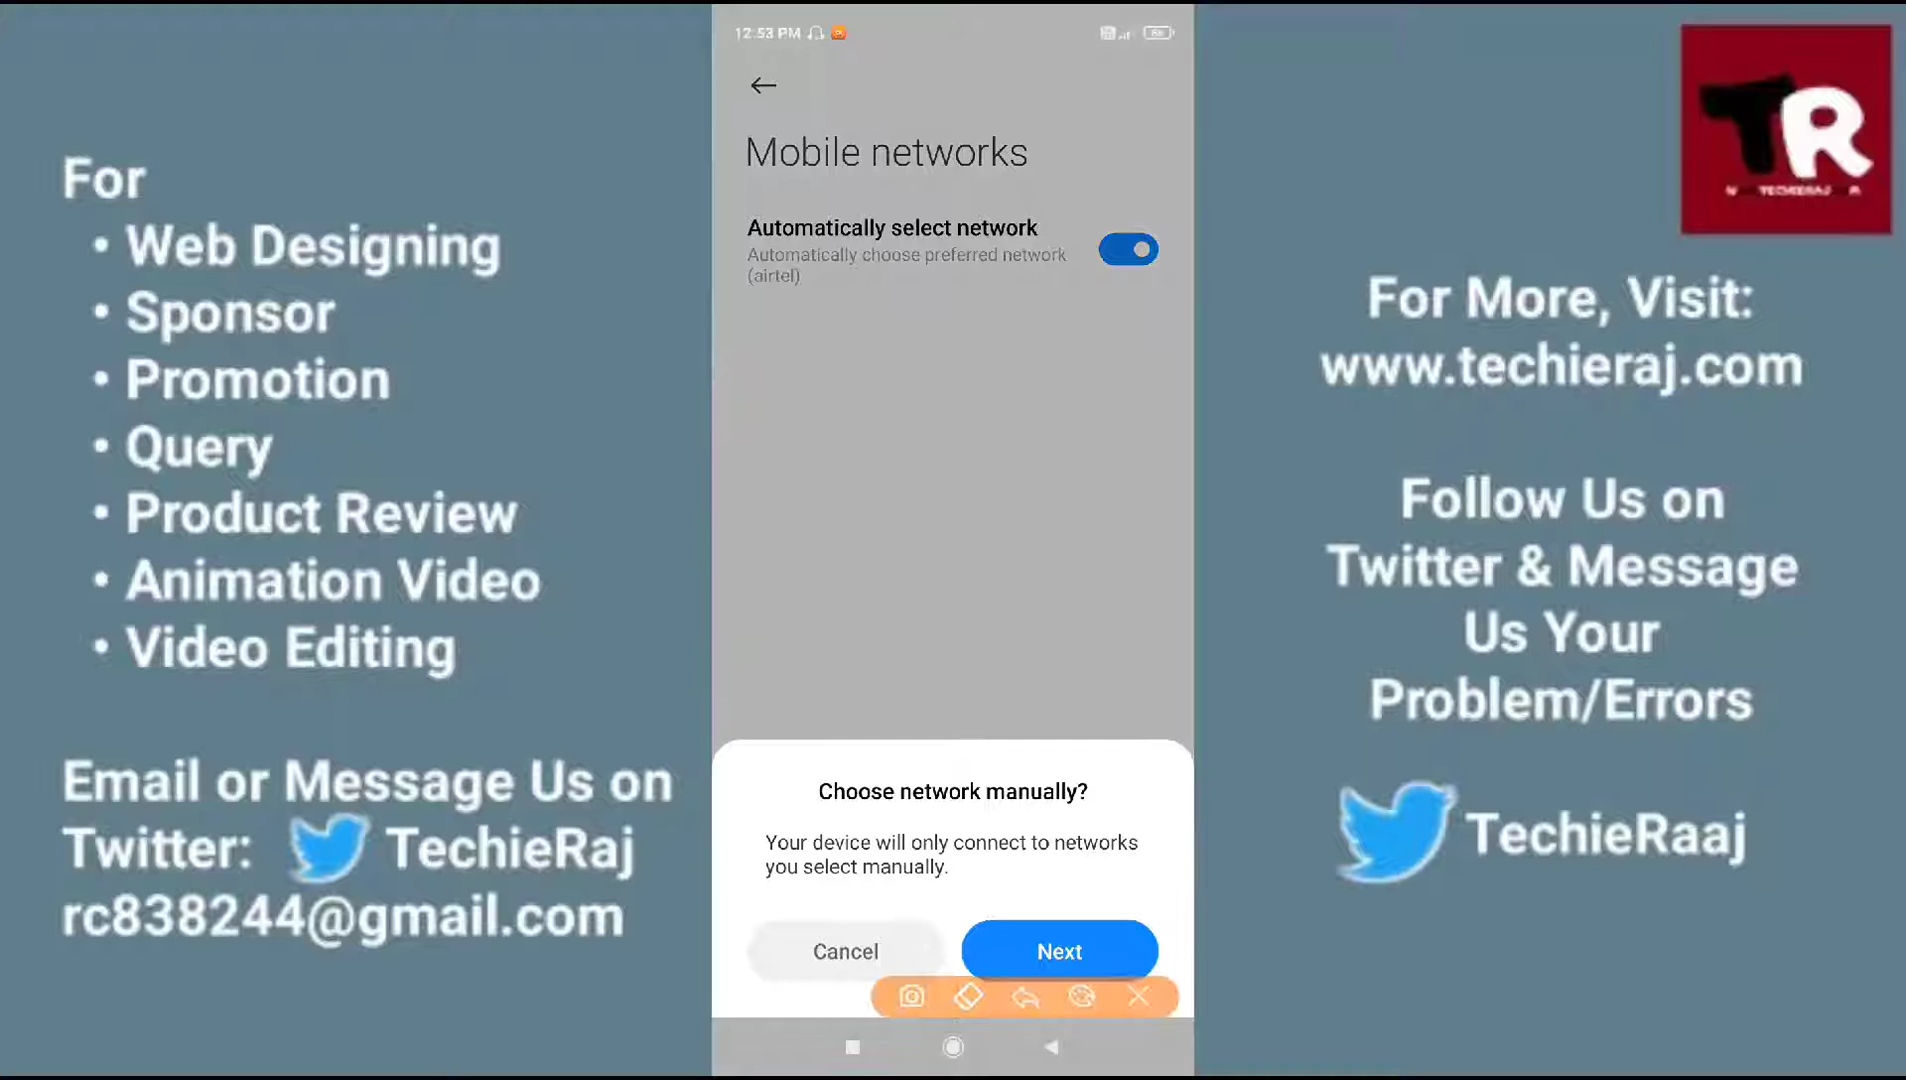 For
• Web Designing
• Sponsor
• Promotion
• Query
• Product Review
• Animation Video
• Video Editing
Email or Message Us on
Twitter: TechieRaj
rc838244@gmail.com
12:53 PM
Mobile networks
Automatically select network
Automatically choose preferred network
(airtel)
Choose network manually?
Your device will only connect to networks
you select manually.
Cancel
Next
TR
For More, Visit:
www.techieraj.com
Follow Us on
Twitter & Message
Us Your
Problem/Errors
TechieRaaj